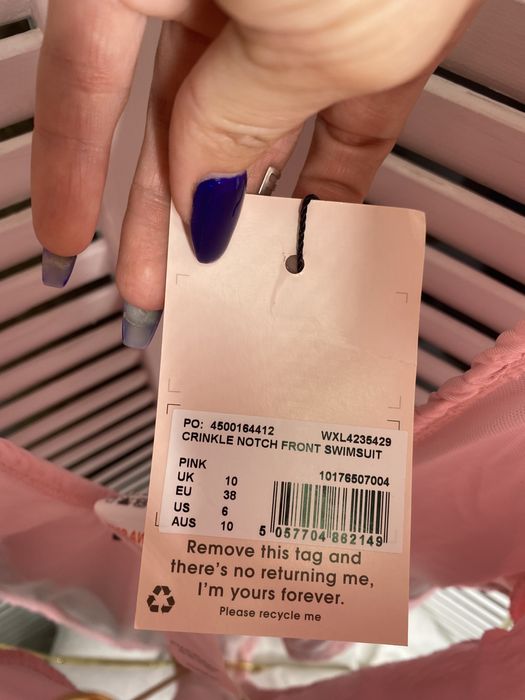 PO: 4500164412 WXL4235429
CRINKLE NOTCH FRONT SWIMSUIT
PINK
10176507004
UK 10
EU 38
US 6
AUS 10
5 057704 862149
Remove this tag and
there's no returning me,
I'm yours forever.
Please recycle me